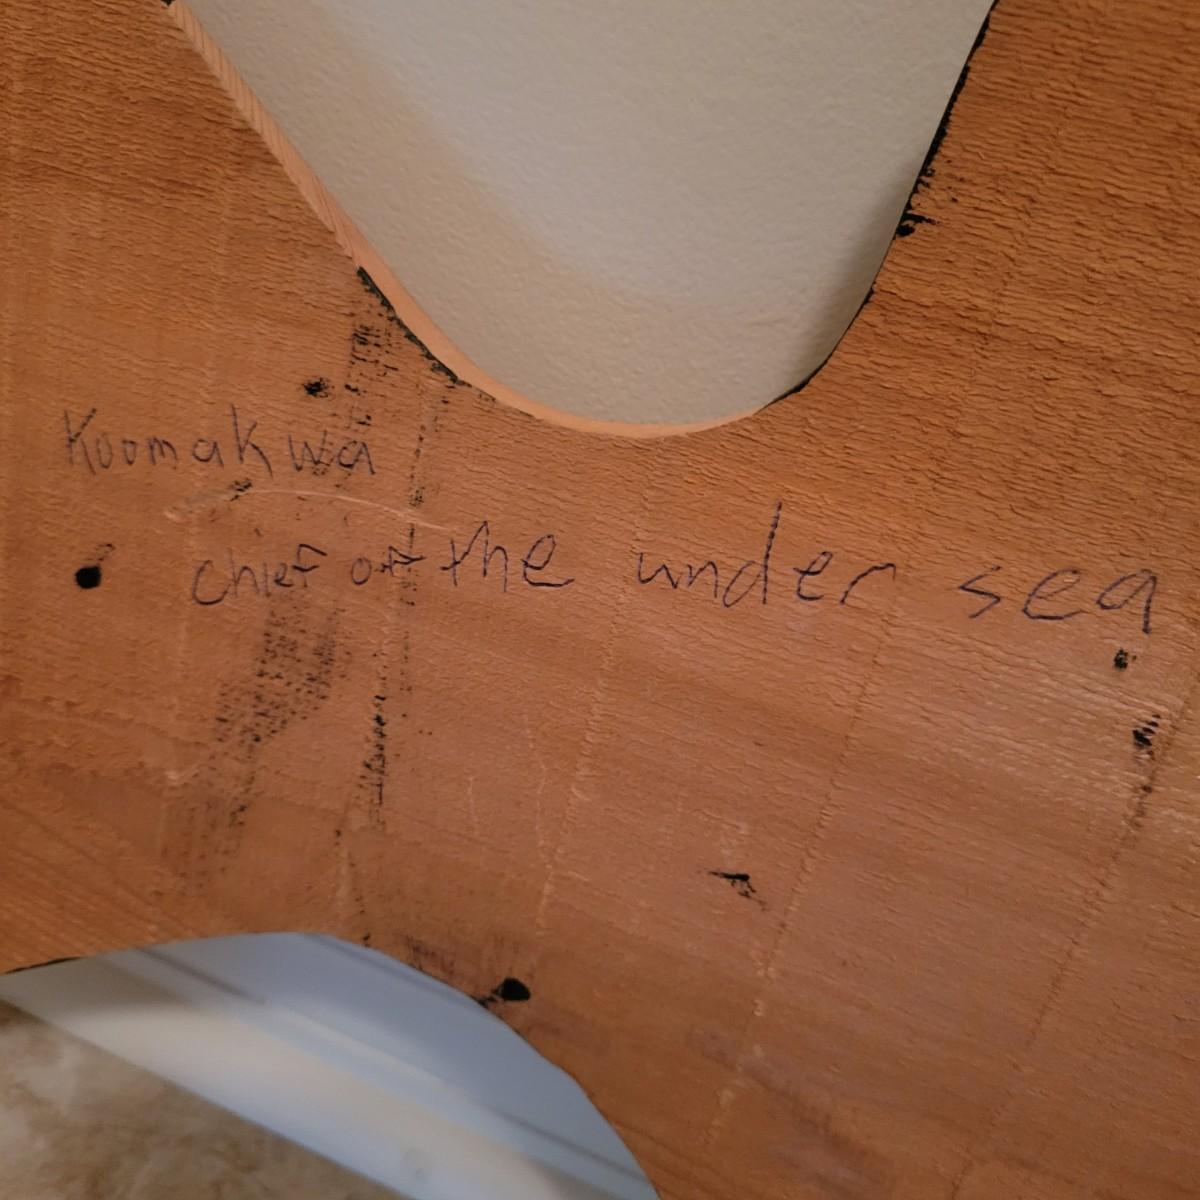 Koomakwa
chief of the under sea